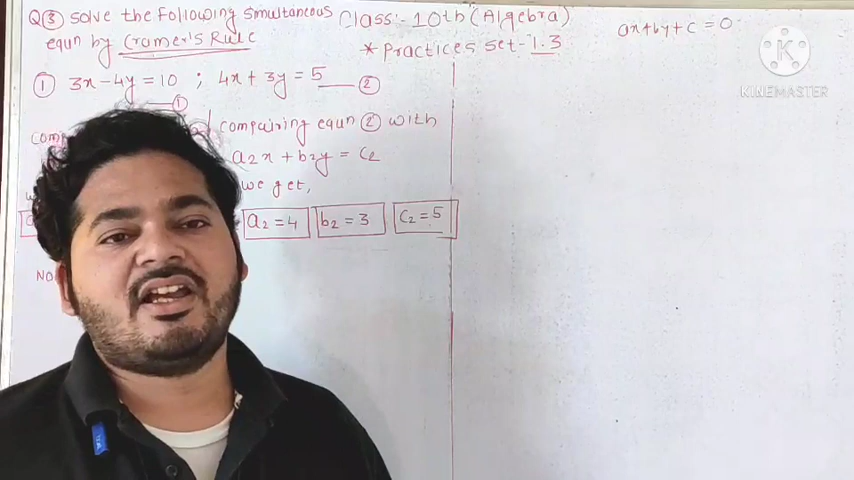 Q③ solve the following simultaneous
equn by Cramer's Rule
Class:- 10th (Algebra)
* Practices set-1.3
ax+by+c=0
KINEMASTER
① 3x-4y=10 ; 4x+3y=5 —②
—①
compairing equn ② with
a2x + b2y = c2
we get,
a2=4 b2=3 c2=5